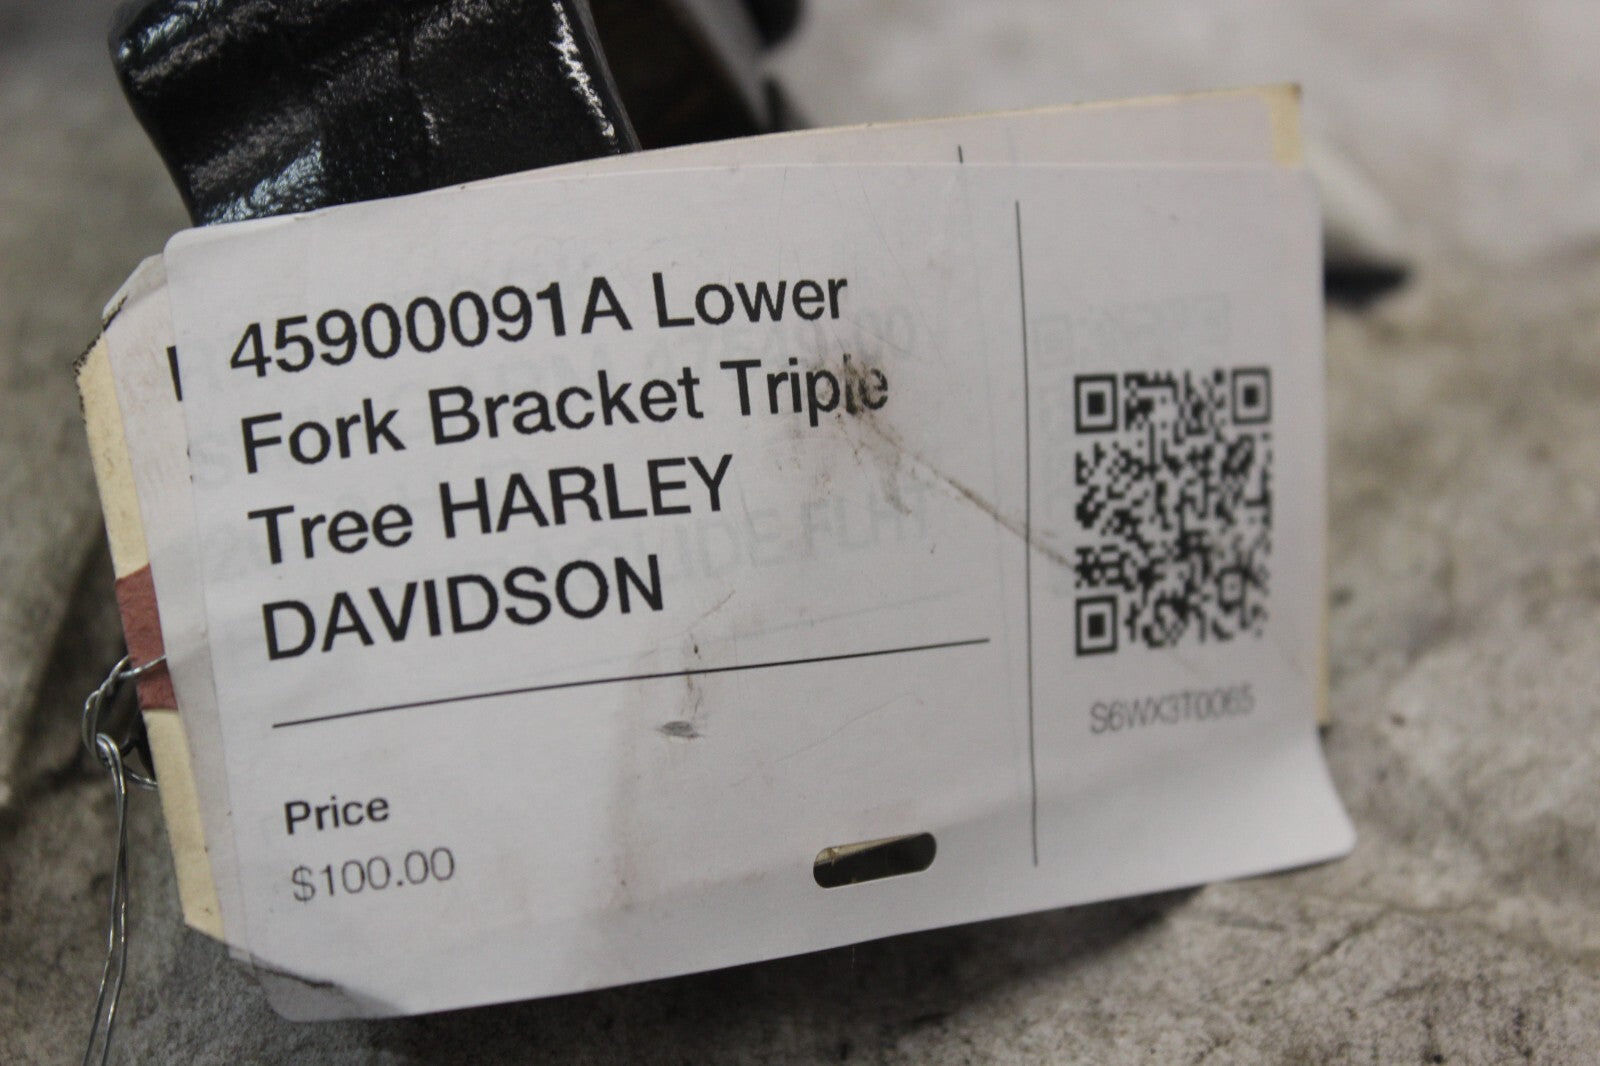 45900091A Lower
Fork Bracket Triple
Tree HARLEY
DAVIDSON
Price
$100.00
S6WX3T0065